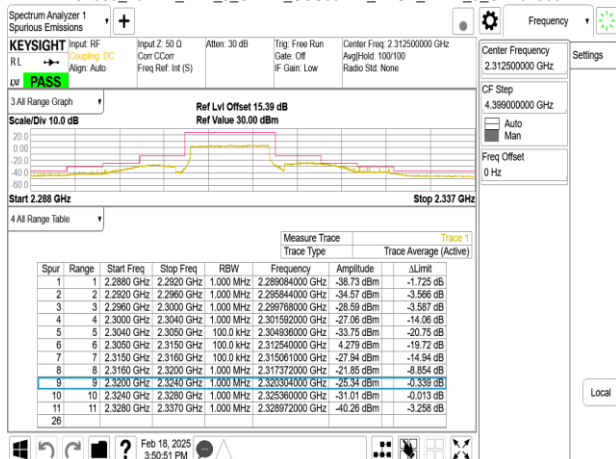 Spectrum Analyzer 1
Spurious Emissions
+
Frequency
Settings
KEYSIGHT
RL
LXI
PASS
Input: RF
Coupling: DC
Align: Auto
Input Z: 50 Ω
Corr CCorr
Freq Ref: Int (S)
Atten: 30 dB
Trig: Free Run
Gate: Off
IF Gain: Low
Center Freq: 2.312500000 GHz
Avg|Hold: 100/100
Radio Std: None
Center Frequency
2.312500000 GHz
CF Step
4.399000000 GHz
Auto
Man
Freq Offset
0 Hz
Local
3 All Range Graph
Scale/Div 10.0 dB
Ref Lvl Offset 15.39 dB
Ref Value 30.00 dBm
20.0
0.00
-20.0
-40.0
-60.0
Start 2.288 GHz
Stop 2.337 GHz
4 All Range Table
Measure Trace Trace 1
Trace Type Trace Average (Active)
Spur Range Start Freq Stop Freq RBW Frequency Amplitude ΔLimit
1 1 2.2880 GHz 2.2920 GHz 1.000 MHz 2.289084000 GHz -38.73 dBm -1.725 dB
2 2 2.2920 GHz 2.2960 GHz 1.000 MHz 2.295844000 GHz -34.57 dBm -3.566 dB
3 3 2.2960 GHz 2.3000 GHz 1.000 MHz 2.299768000 GHz -28.59 dBm -3.587 dB
4 4 2.3000 GHz 2.3040 GHz 1.000 MHz 2.301592000 GHz -27.06 dBm -14.06 dB
5 5 2.3040 GHz 2.3050 GHz 100.0 kHz 2.304936000 GHz -33.75 dBm -20.75 dB
6 6 2.3050 GHz 2.3150 GHz 100.0 kHz 2.312540000 GHz 4.279 dBm -19.72 dB
7 7 2.3150 GHz 2.3160 GHz 100.0 kHz 2.315061000 GHz -27.94 dBm -14.94 dB
8 8 2.3160 GHz 2.3200 GHz 1.000 MHz 2.317372000 GHz -21.85 dBm -8.854 dB
9 9 2.3200 GHz 2.3240 GHz 1.000 MHz 2.320304000 GHz -25.34 dBm -0.339 dB
10 10 2.3240 GHz 2.3280 GHz 1.000 MHz 2.325360000 GHz -31.01 dBm -0.013 dB
11 11 2.3280 GHz 2.3370 GHz 1.000 MHz 2.328972000 GHz -40.26 dBm -3.258 dB
26
?
Feb 18, 2025
3:50:51 PM